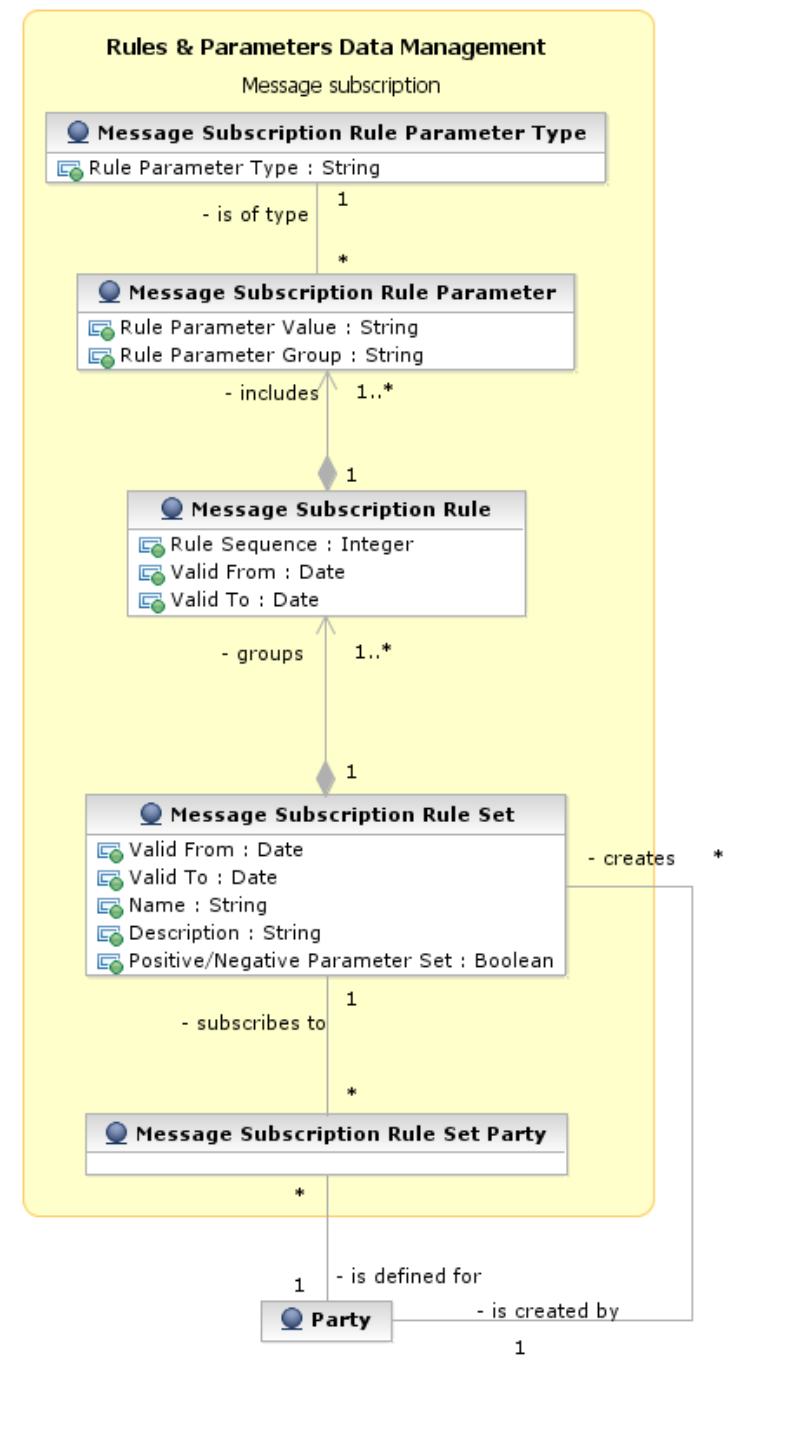 Rules & Parameters Data Management
Message subscription
Message Subscription Rule Parameter Type
Rule Parameter Type : String
1
- is of type
*
Message Subscription Rule Parameter
Rule Parameter Value : String
Rule Parameter Group : String
- includes 1..*
1
Message Subscription Rule
Rule Sequence : Integer
Valid From : Date
Valid To : Date
- groups 1..*
1
Message Subscription Rule Set
Valid From : Date
Valid To : Date
Name : String
Description : String
Positive/Negative Parameter Set : Boolean
- creates *
1
- subscribes to
*
Message Subscription Rule Set Party
*
- is defined for
1
Party
- is created by
1